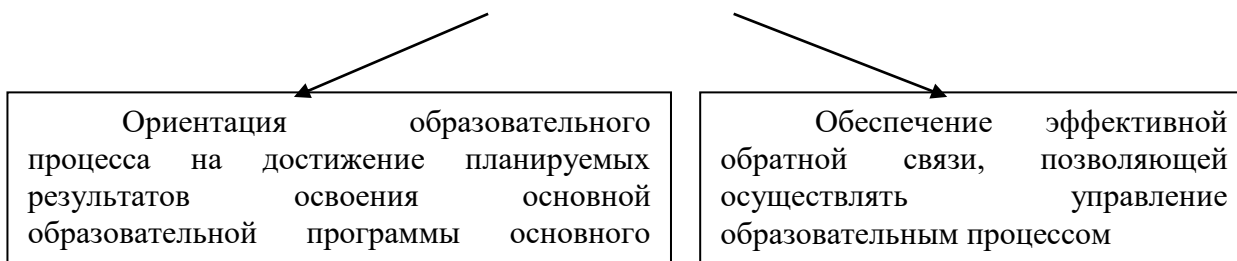 Ориентация образовательного
процесса на достижение планируемых
результатов освоения основной
образовательной программы основного
Обеспечение эффективной
обратной связи, позволяющей
осуществлять управление
образовательным процессом